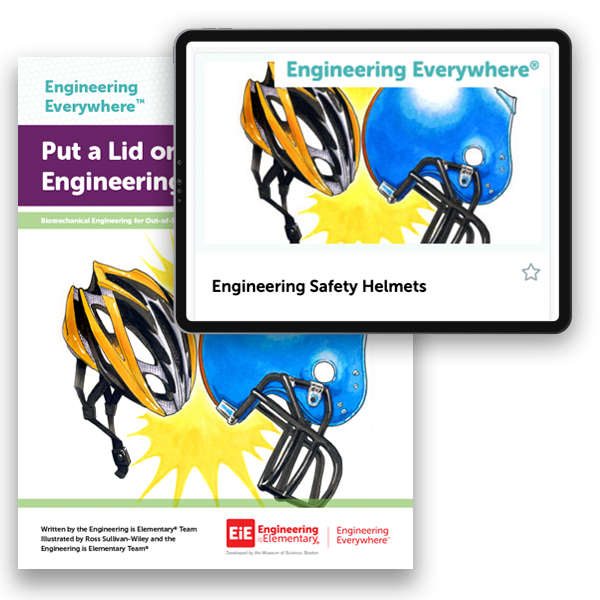 Engineering
Everywhere™
Put a Lid on
Engineering
Biomechanical Engineering for Out-of-
Engineering Everywhere®
Engineering Safety Helmets
Written by the Engineering is Elementary® Team
Illustrated by Ross Sullivan-Wiley and the
Engineering is Elementary Team®
EiE Engineering
is Elementary®
Developed by the Museum of Science, Boston
Engineering
Everywhere™